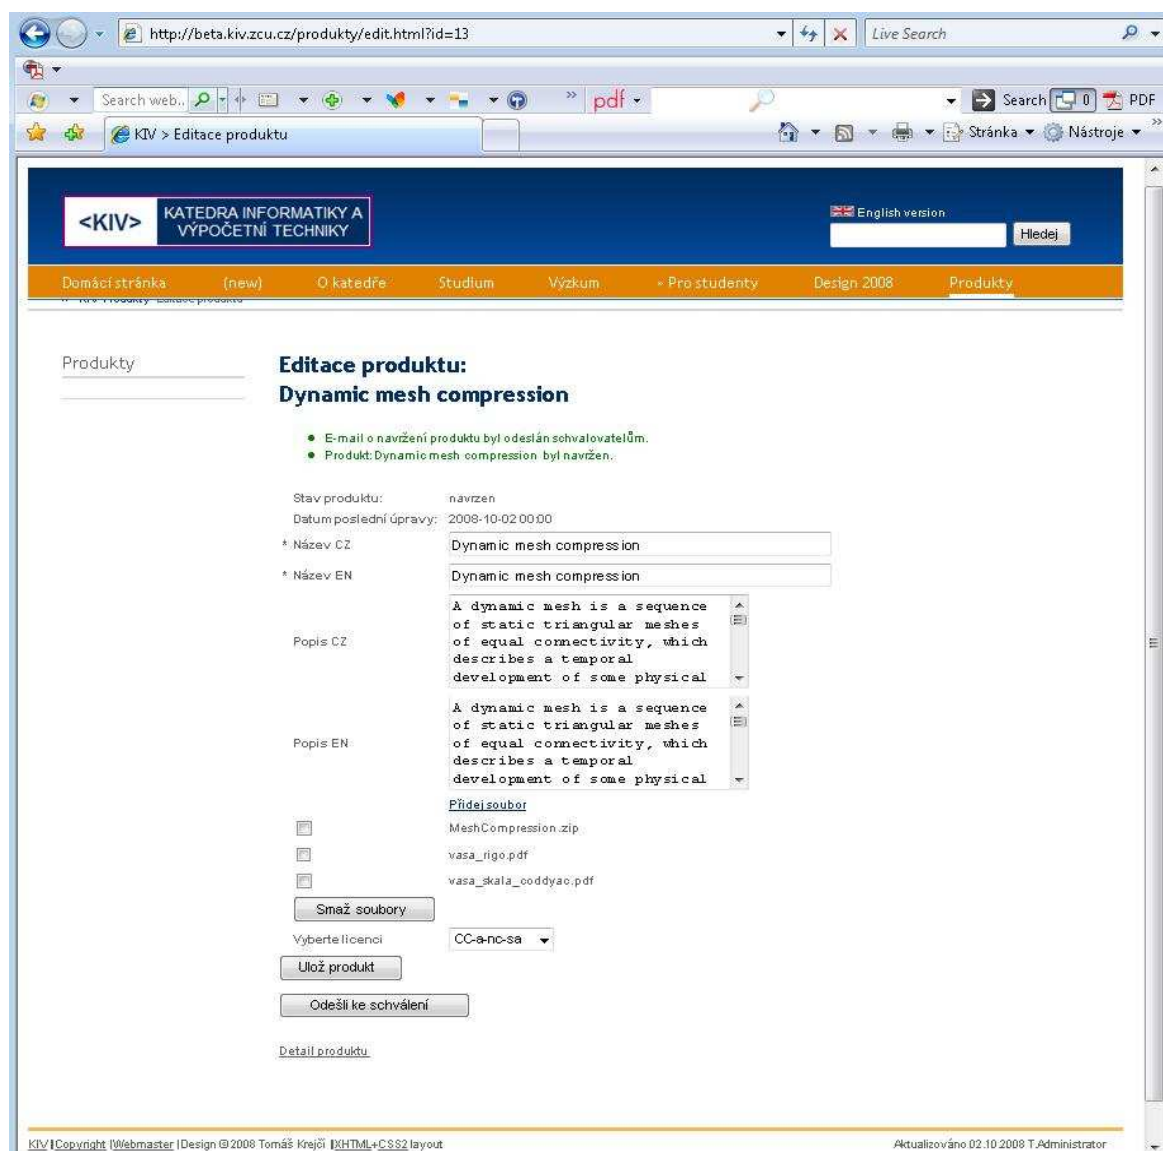 http://beta.kiv.zcu.cz/produkty/edit.html?id=13
Live Search
Search web..
pdf
Search
0
PDF
KIV > Editace produktu
Stránka
Nástroje
<KIV>
KATEDRA INFORMATIKY A
VÝPOČETNÍ TECHNIKY
English version
Hledej
Domácí stránka
(new)
O katedře
Studium
Výzkum
Pro studenty
Design 2008
Produkty
KIV Produkty Editace produktu
Produkty
Editace produktu:
Dynamic mesh compression
E-mail o navržení produktu byl odeslán schvalovatelům.
Produkt: Dynamic mesh compression byl navržen.
Stav produktu: navrzen
Datum poslední úpravy: 2008-10-02 00:00
* Název CZ Dynamic mesh compression
* Název EN Dynamic mesh compression
Popis CZ
A dynamic mesh is a sequence
of static triangular meshes
of equal connectivity, which
describes a temporal
development of some physical
Popis EN
A dynamic mesh is a sequence
of static triangular meshes
of equal connectivity, which
describes a temporal
development of some physical
Přidej soubor
MeshCompression.zip
vasa_rigo.pdf
vasa_skala_coddyac.pdf
Smaž soubory
Vyberte licenci CC-a-nc-sa
Ulož produkt
Odešli ke schválení
Detail produktu
KIV |Copyright |Webmaster |Design @2008 Tomáš Krejčí |XHTML+CSS2 layout
Aktualizováno 02.10.2008 T.Administrator